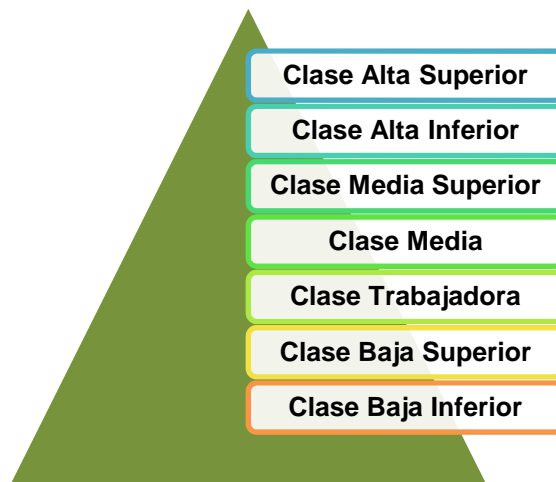 Clase Alta Superior
Clase Alta Inferior
Clase Media Superior
Clase Media
Clase Trabajadora
Clase Baja Superior
Clase Baja Inferior